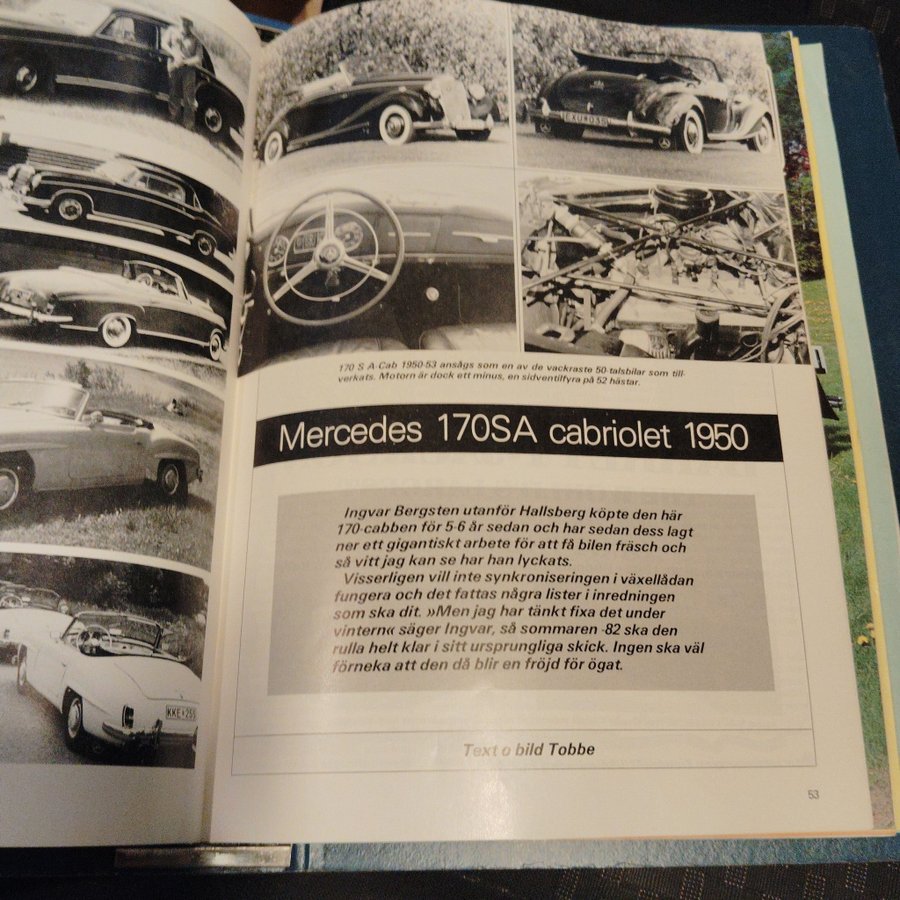 EXU 035
170 S A-Cab 1950-53 ansågs som en av de vackraste 50-talsbilar som till-
verkats. Motorn är dock ett minus, en sidventilfyra på 52 hästar.
Mercedes 170SA cabriolet 1950
Ingvar Bergsten utanför Hallsberg köpte den här
170-cabben för 5-6 år sedan och har sedan dess lagt
ner ett gigantiskt arbete för att få bilen fräsch och
så vitt jag kan se har han lyckats.
Visserligen vill inte synkroniseringen i växellådan
fungera och det fattas några lister i inredningen
som ska dit. »Men jag har tänkt fixa det under
vintern« säger Ingvar, så sommaren -82 ska den
rulla helt klar i sitt ursprungliga skick. Ingen ska väl
förneka att den då blir en fröjd för ögat.
KKE•255
Text o bild Tobbe
53